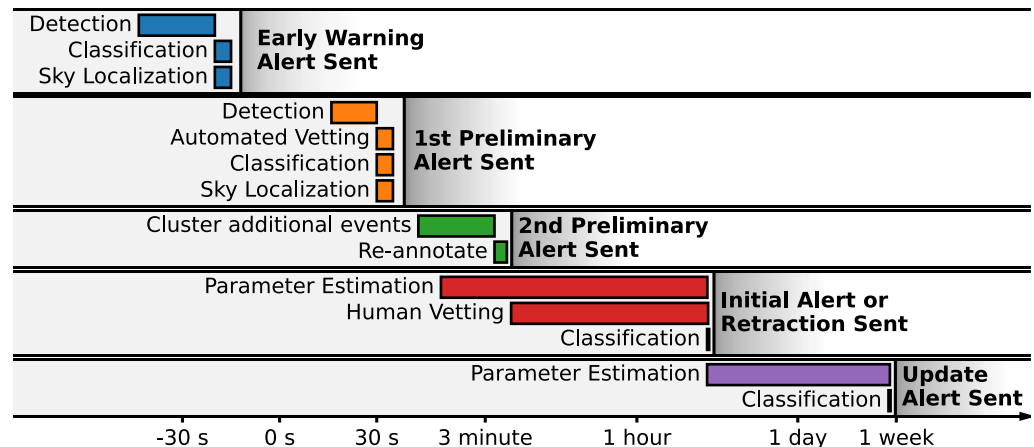 Detection
Classification
Sky Localization
Early Warning
Alert Sent
Detection
Automated Vetting
Classification
Sky Localization
1st Preliminary
Alert Sent
Cluster additional events
Re-annotate
2nd Preliminary
Alert Sent
Parameter Estimation
Human Vetting
Classification
Initial Alert or
Retraction Sent
Parameter Estimation
Classification
Update
Alert Sent
-30 s 0 s 30 s 3 minute 1 hour 1 day 1 week